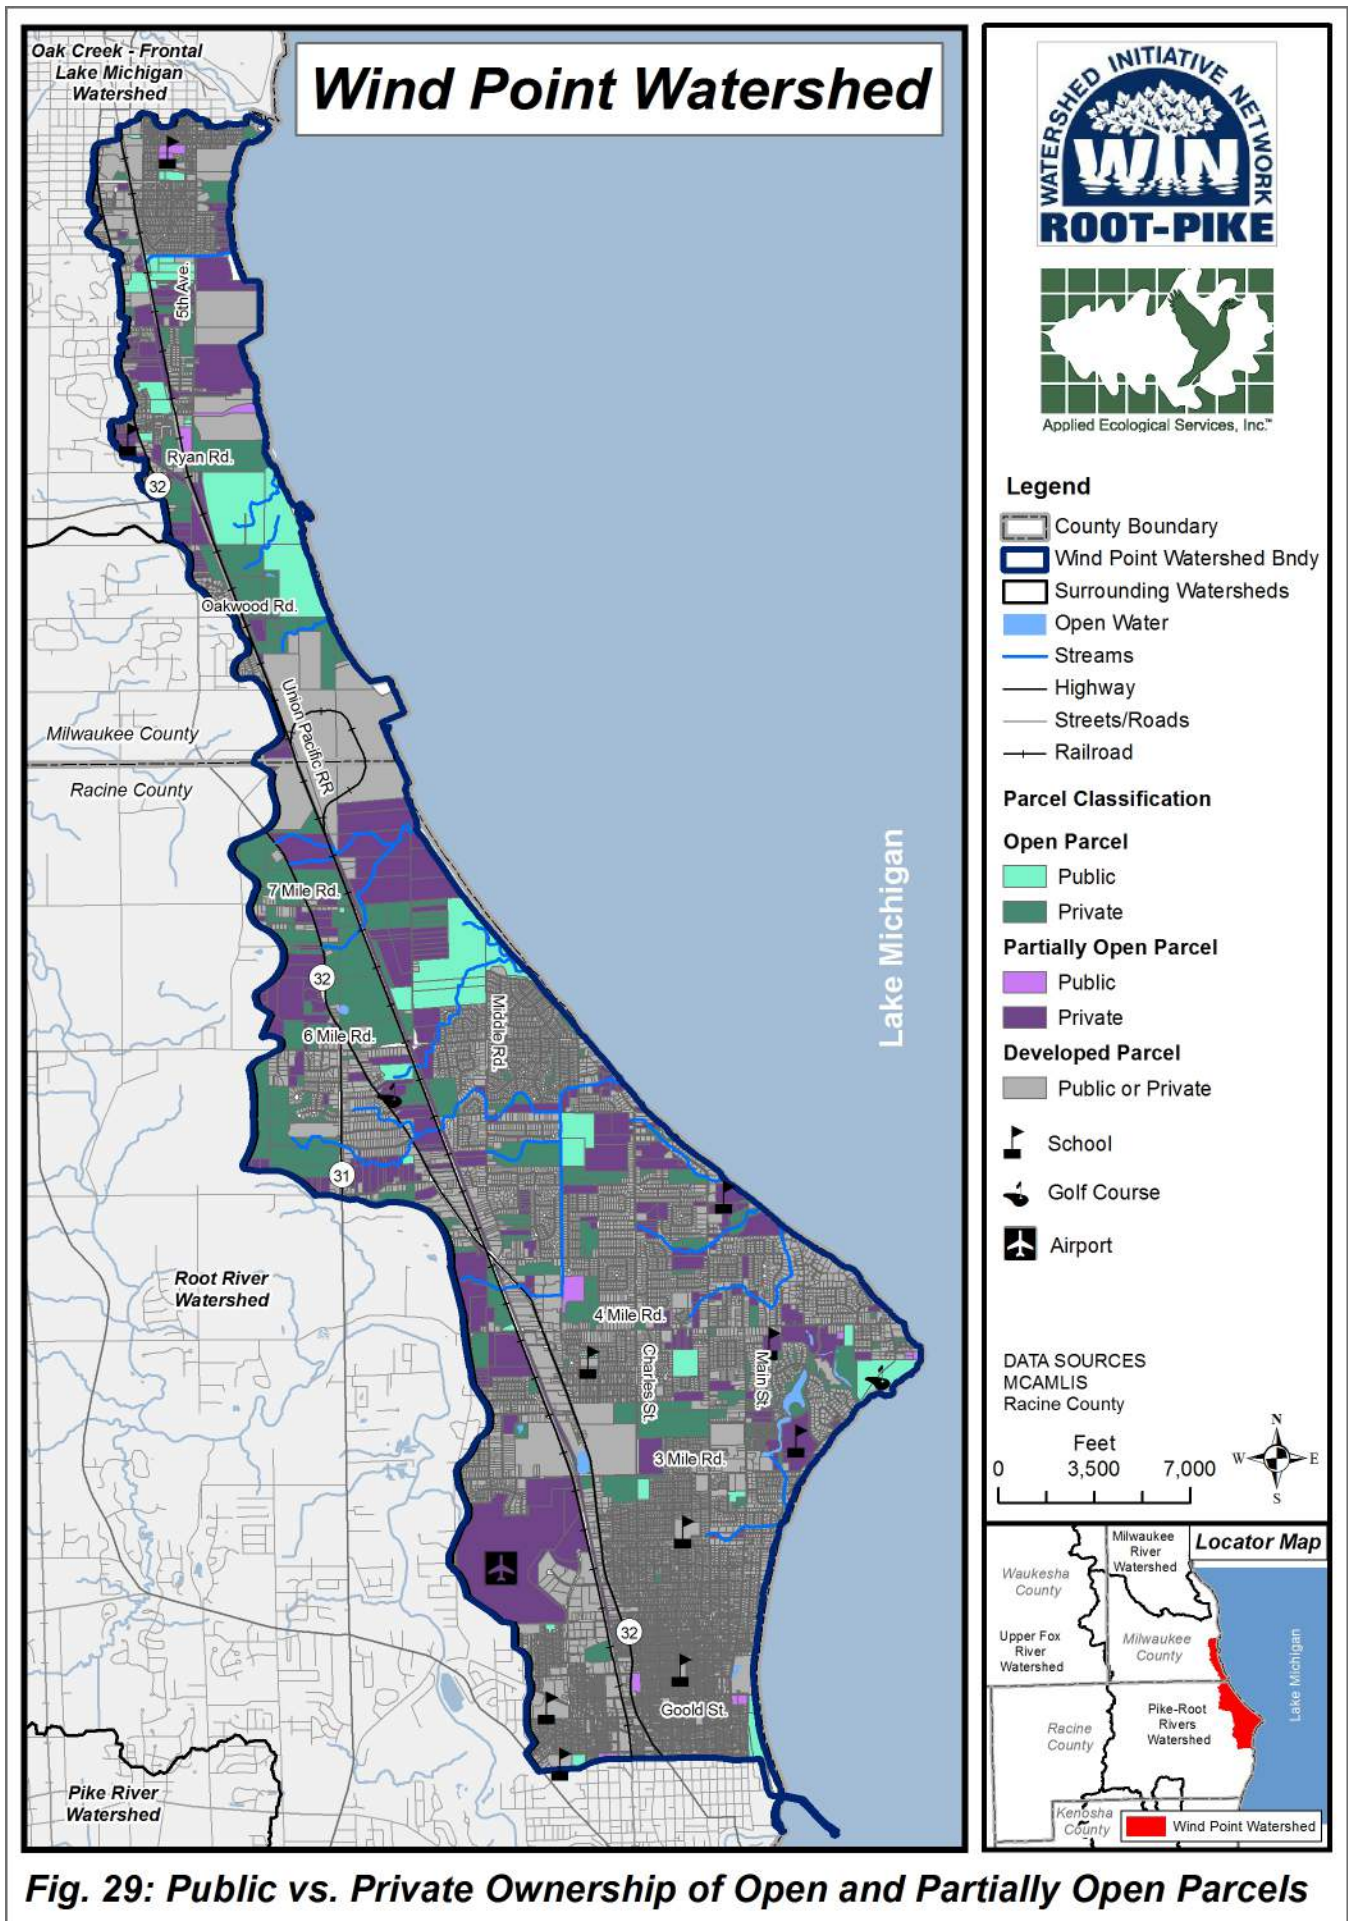 Wind Point Watershed
Oak Creek - Frontal
Lake Michigan
Watershed
5th Ave.
Ryan Rd.
32
Oakwood Rd.
Union Pacific RR
Milwaukee County
Racine County
7 Mile Rd.
32
6 Mile Rd.
Middle Rd.
Lake Michigan
31
Root River
Watershed
4 Mile Rd.
Charles St.
Main St.
3 Mile Rd.
32
Goold St.
Pike River
Watershed
WATERSHED INITIATIVE NETWORK
WIN
ROOT-PIKE
Applied Ecological Services, Inc.™
Legend
County Boundary
Wind Point Watershed Bndy
Surrounding Watersheds
Open Water
Streams
Highway
Streets/Roads
Railroad
Parcel Classification
Open Parcel
Public
Private
Partially Open Parcel
Public
Private
Developed Parcel
Public or Private
School
Golf Course
Airport
DATA SOURCES
MCAMLIS
Racine County
Feet
0 3,500 7,000
N
W E
S
Locator Map
Milwaukee
River
Watershed
Waukesha
County
Upper Fox
River
Watershed
Milwaukee
County
Lake Michigan
Pike-Root
Rivers
Watershed
Racine
County
Kenosha
County
Wind Point Watershed
Fig. 29: Public vs. Private Ownership of Open and Partially Open Parcels